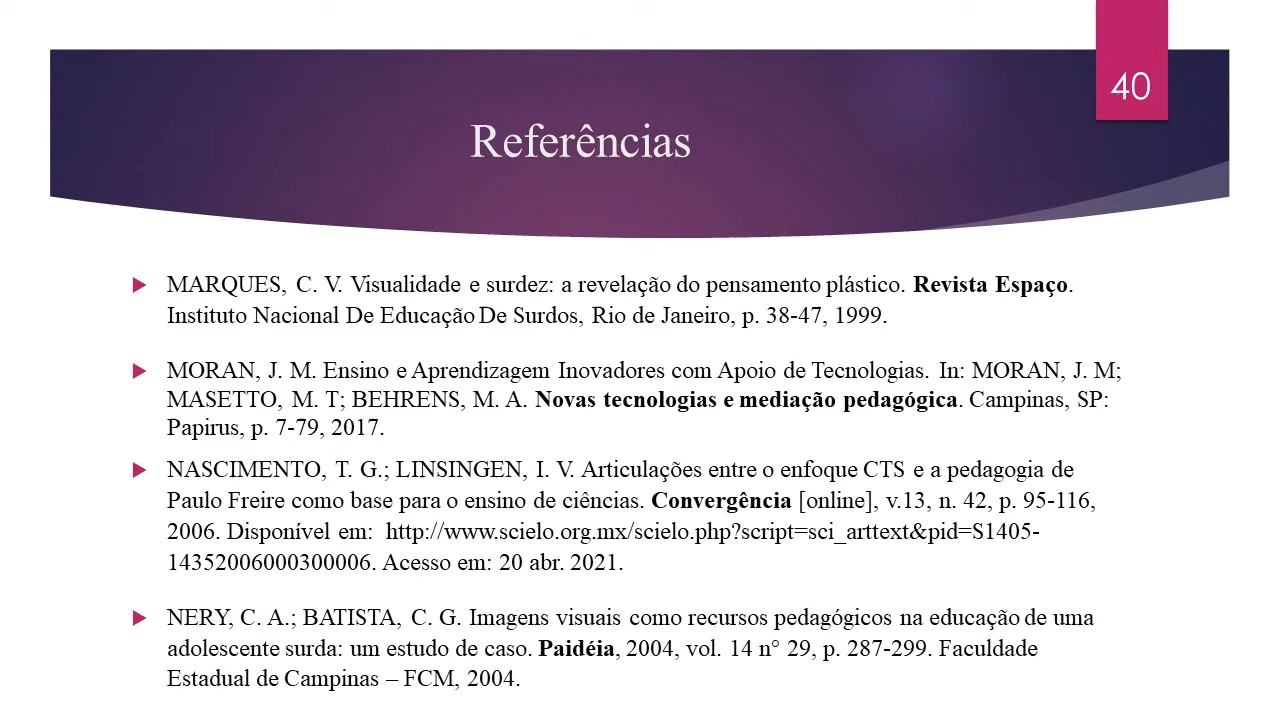 40
Referências
MARQUES, C. V. Visualidade e surdez: a revelação do pensamento plástico. Revista Espaço.
Instituto Nacional De Educação De Surdos, Rio de Janeiro, p. 38-47, 1999.
MORAN, J. M. Ensino e Aprendizagem Inovadores com Apoio de Tecnologias. In: MORAN, J. M;
MASETTO, M. T; BEHRENS, M. A. Novas tecnologias e mediação pedagógica. Campinas, SP:
Papirus, p. 7-79, 2017.
NASCIMENTO, T. G.; LINSINGEN, I. V. Articulações entre o enfoque CTS e a pedagogia de
Paulo Freire como base para o ensino de ciências. Convergência [online], v.13, n. 42, p. 95-116,
2006. Disponível em: http://www.scielo.org.mx/scielo.php?script=sci_arttext&pid=S1405-
14352006000300006. Acesso em: 20 abr. 2021.
NERY, C. A.; BATISTA, C. G. Imagens visuais como recursos pedagógicos na educação de uma
adolescente surda: um estudo de caso. Paidéia, 2004, vol. 14 n° 29, p. 287-299. Faculdade
Estadual de Campinas – FCM, 2004.